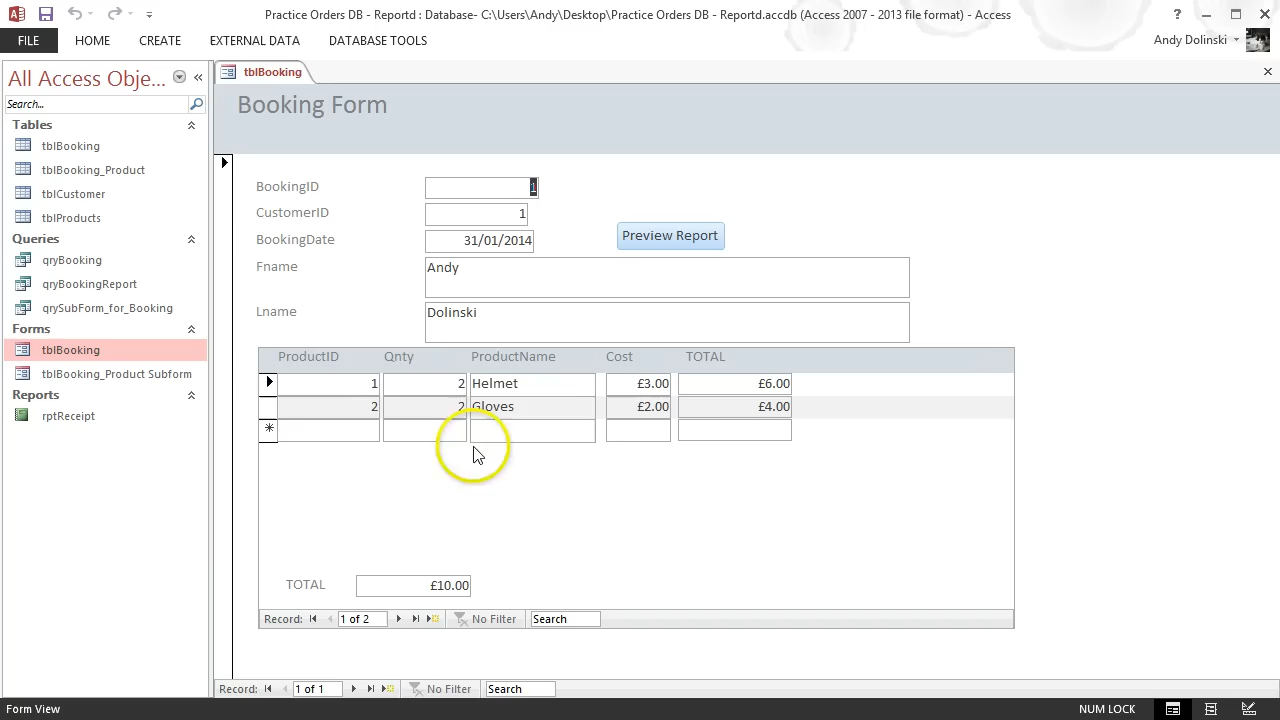 Practice Orders DB - Reportd : Database- C:\Users\Andy\Desktop\Practice Orders DB - Reportd.accdb (Access 2007 - 2013 file format) - Access
FILE HOME CREATE EXTERNAL DATA DATABASE TOOLS
Andy Dolinski
All Access Obje...
Search...
Tables
tblBooking
tblBooking_Product
tblCustomer
tblProducts
Queries
qryBooking
qryBookingReport
qrySubForm_for_Booking
Forms
tblBooking
tblBooking_Product Subform
Reports
rptReceipt
tblBooking
Booking Form
BookingID 1
CustomerID 1
BookingDate 31/01/2014
Preview Report
Fname Andy
Lname Dolinski
ProductID Qnty ProductName Cost TOTAL
1 2 Helmet £3.00 £6.00
2 2 Gloves £2.00 £4.00
TOTAL £10.00
Record: 1 of 2 No Filter Search
Record: 1 of 1 No Filter Search
Form View
NUM LOCK